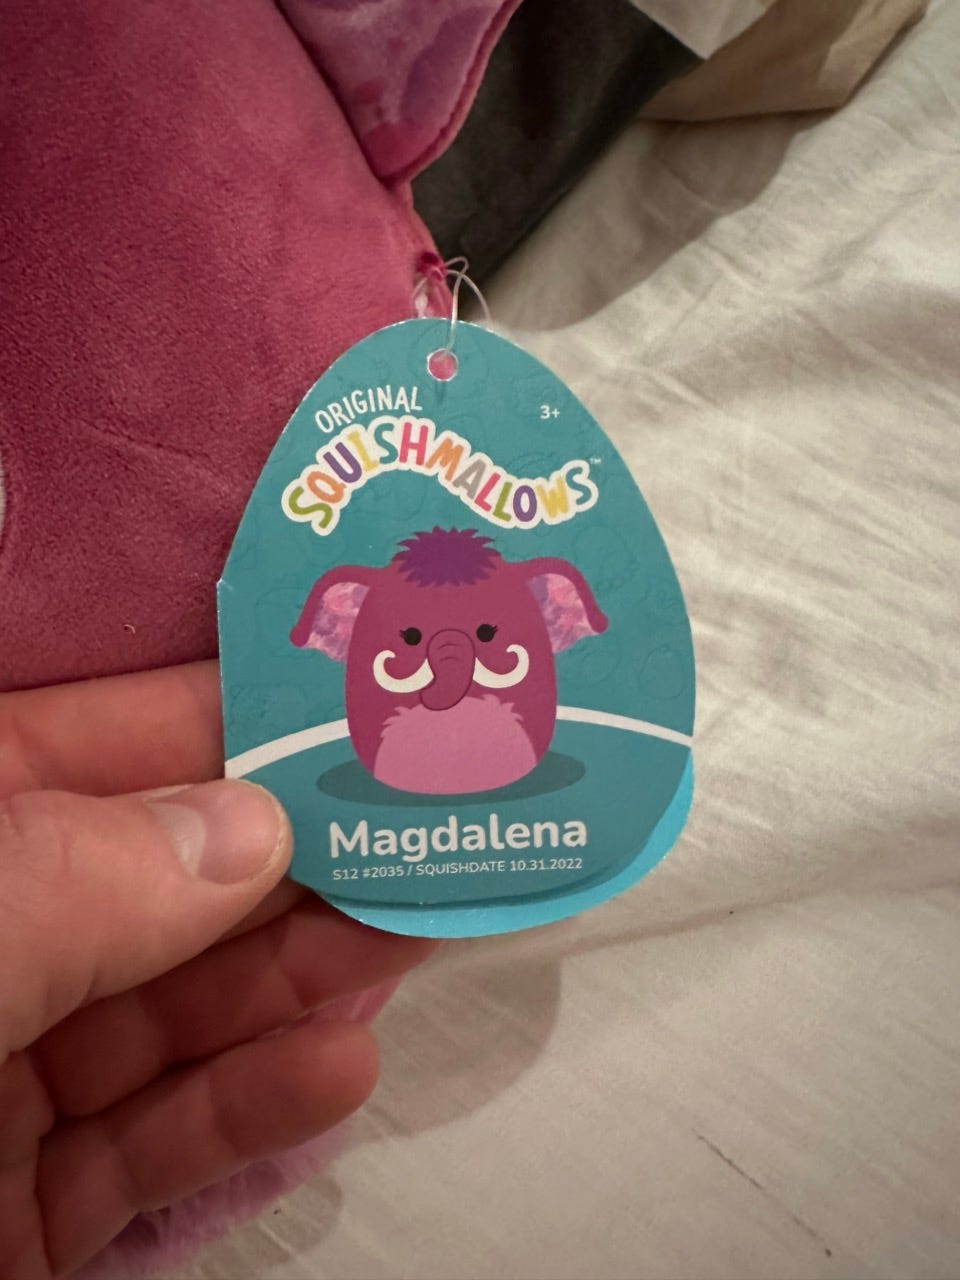 ORIGINAL
3+
SQUISHMALLOWS™
Magdalena
S12 #2035 / SQUISHDATE 10.31.2022